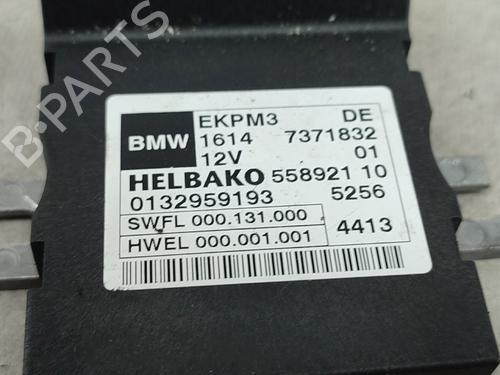 BMW EKPM3 DE
1614 7371832
12V 01
HELBAKO 558921 10
0132959193 5256
SWFL 000.131.000
HWEL 000.001.001 4413
B-PARTS